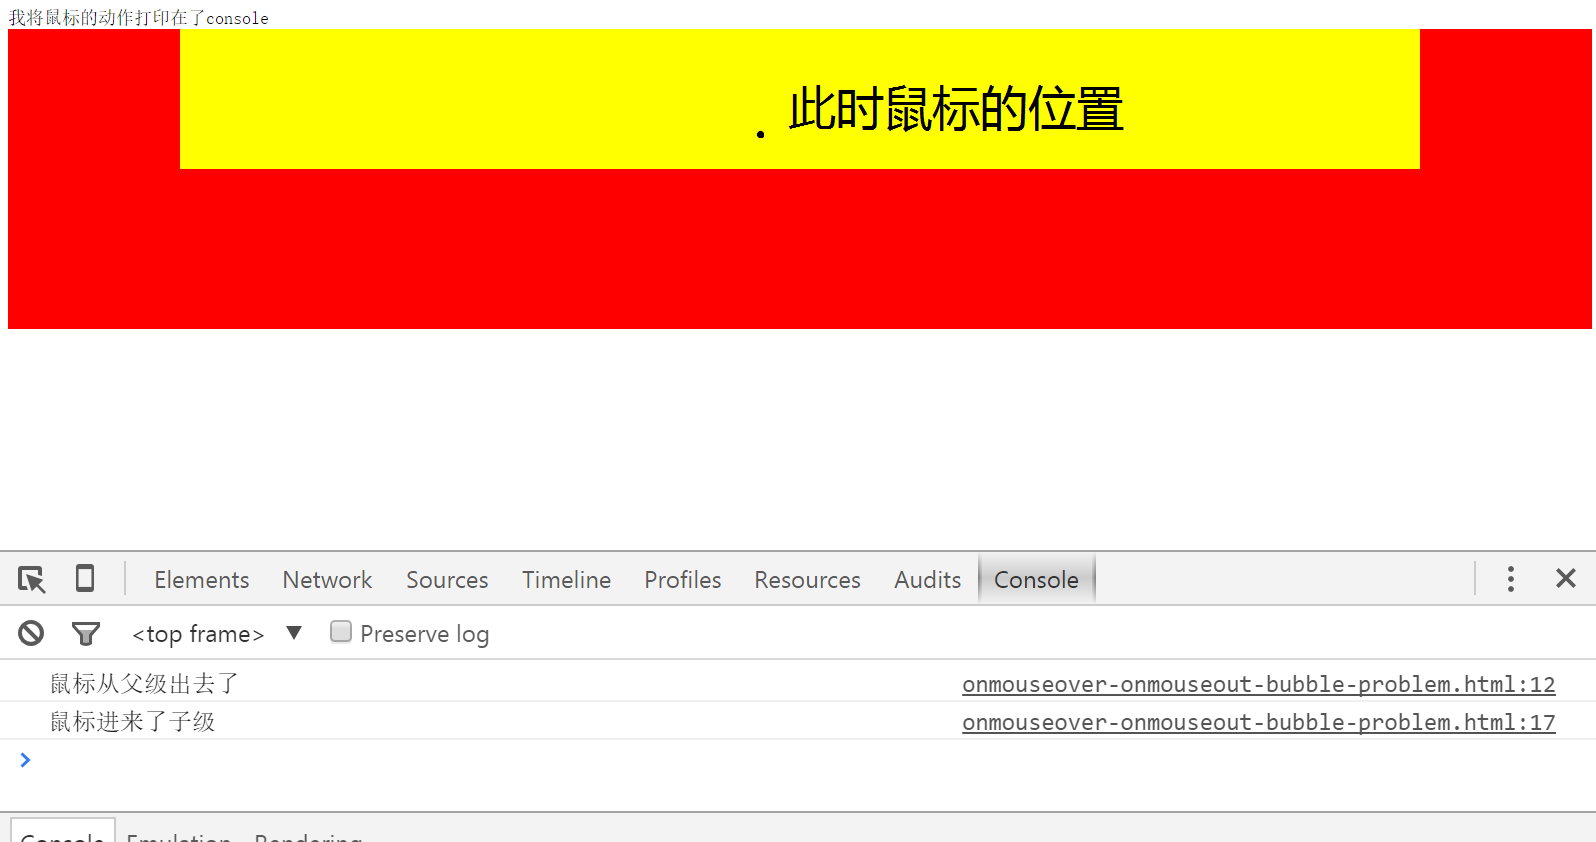 我将鼠标的动作打印在了console
此时鼠标的位置
Elements Network Sources Timeline Profiles Resources Audits Console
<top frame> ▼ Preserve log
鼠标从父级出去了 onmouseover-onmouseout-bubble-problem.html:12
鼠标进来了子级 onmouseover-onmouseout-bubble-problem.html:17
Console Emulation Rendering